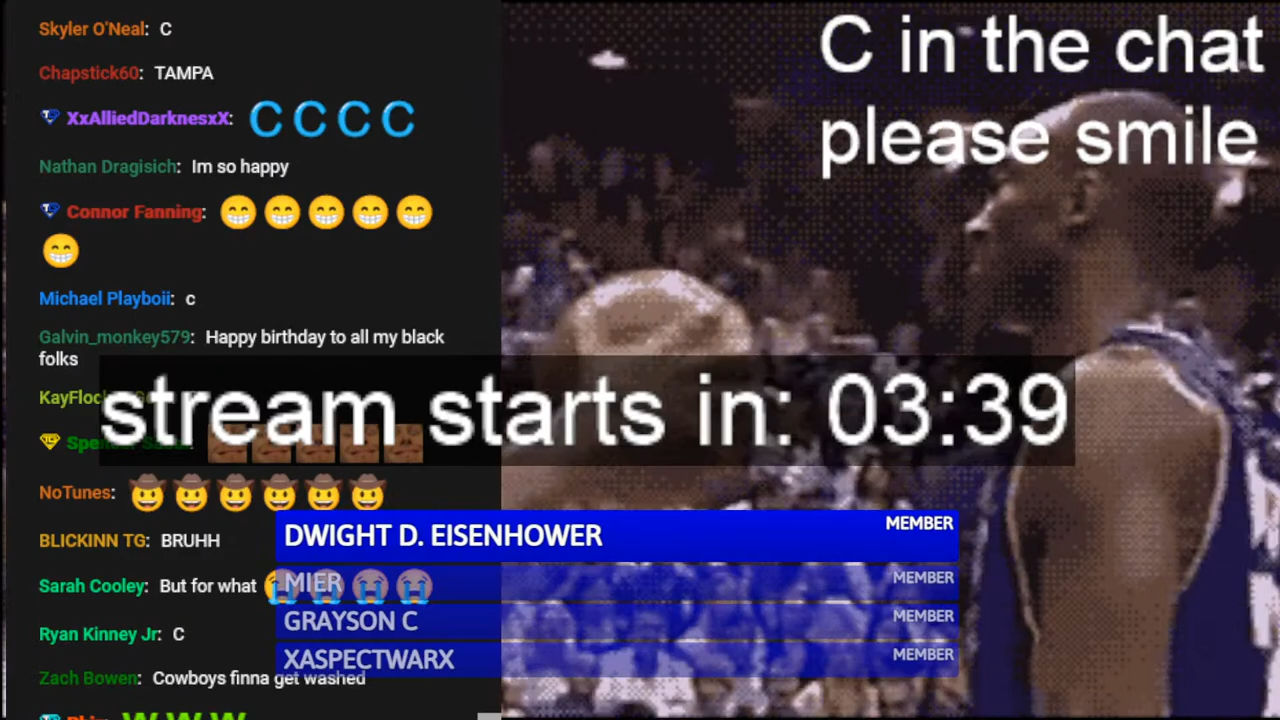 Skyler O'Neal: C
Chapstick60: TAMPA
XxAlliedDarknesxX: C C C C
Nathan Dragisich: Im so happy
Connor Fanning: 😁😁😁😁😁
😁
Michael Playboii: c
Galvin_monkey579: Happy birthday to all my black
folks
stream starts in: 03:39
NoTunes: 🤠🤠🤠🤠🤠🤠
BLICKINN TG: BRUHH
Sarah Cooley: But for what 😭😭😭😭
Ryan Kinney Jr: C
Zach Bowen: Cowboys finna get washed
W W W
C in the chat
please smile
DWIGHT D. EISENHOWER MEMBER
MIER MEMBER
GRAYSON C MEMBER
XASPECTWARX MEMBER